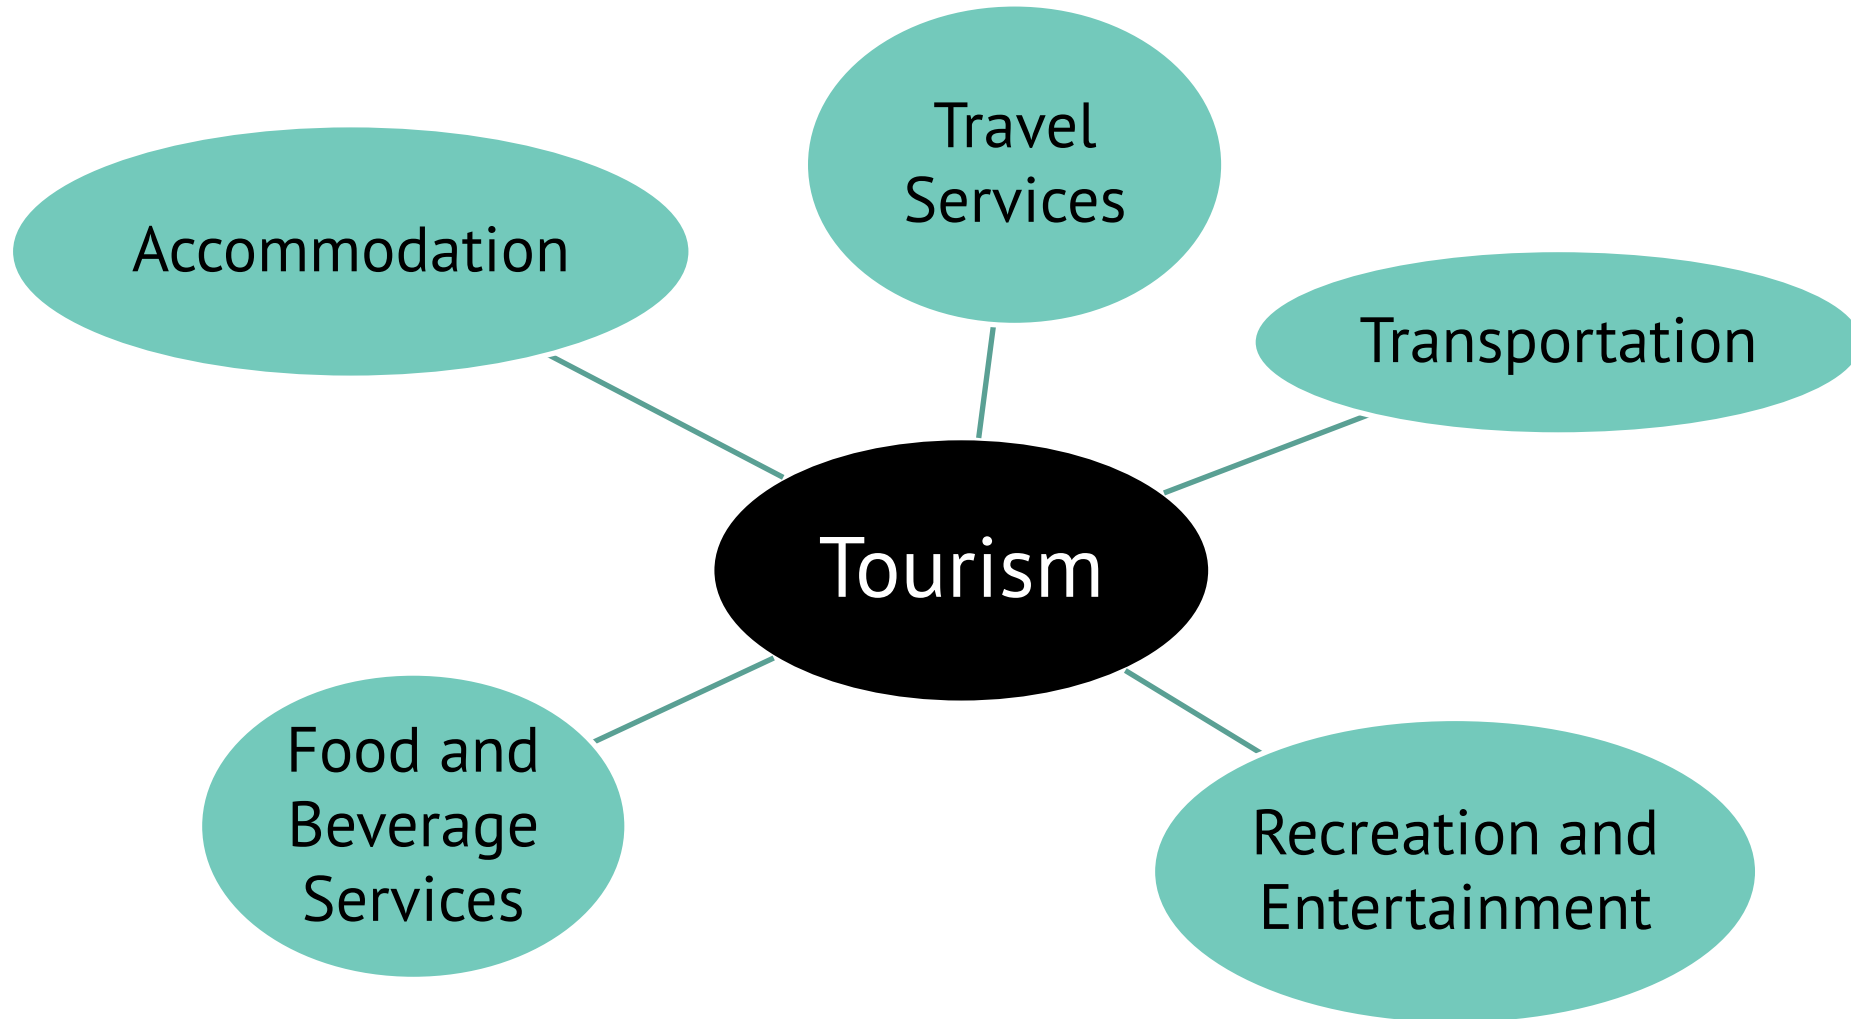 Travel
Services
Accommodation
Transportation
Tourism
Food and
Beverage
Services
Recreation and
Entertainment